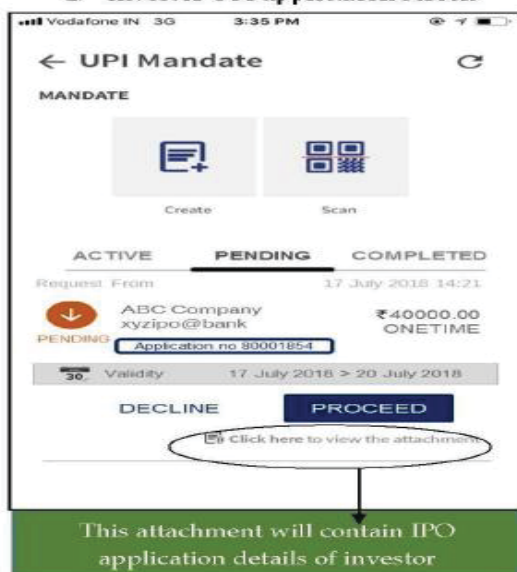 Vodafone IN 3G 3:35 PM
← UPI Mandate
MANDATE
Create Scan
ACTIVE PENDING COMPLETED
Request From 17 July 2018 14:21
ABC Company ₹40000.00
xyzipo@bank ONETIME
PENDING
Application no 80001854
30 Validity 17 July 2018 > 20 July 2018
DECLINE PROCEED
Click here to view the attachment
This attachment will contain IPO
application details of investor